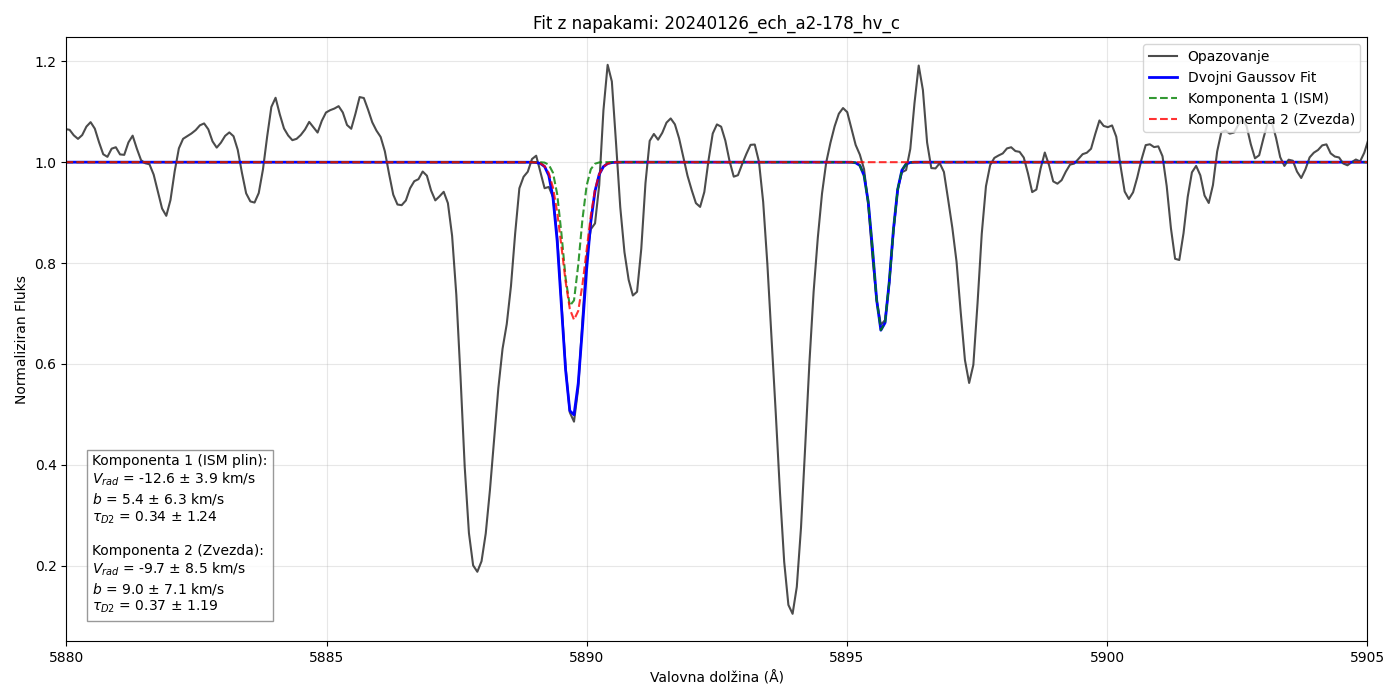 Fit z napakami: 20240126_ech_a2-178_hv_c
1.2
1.0
0.8
0.6
0.4
0.2
Normaliziran Fluks
Opazovanje
Dvojni Gaussov Fit
Komponenta 1 (ISM)
Komponenta 2 (Zvezda)
Komponenta 1 (ISM plin):
V_rad = -12.6 ± 3.9 km/s
b = 5.4 ± 6.3 km/s
τ_D2 = 0.34 ± 1.24
Komponenta 2 (Zvezda):
V_rad = -9.7 ± 8.5 km/s
b = 9.0 ± 7.1 km/s
τ_D2 = 0.37 ± 1.19
5880
5885
5890
5895
5900
5905
Valovna dolžina (Å)